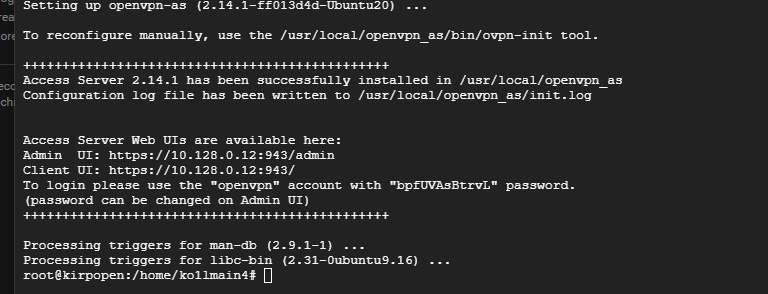 Setting up openvpn-as (2.14.1-ff013d4d-Ubuntu20) ...
To reconfigure manually, use the /usr/local/openvpn_as/bin/ovpn-init tool.
+++++++++++++++++++++++++++++++++++++++++++++++
Access Server 2.14.1 has been successfully installed in /usr/local/openvpn_as
Configuration log file has been written to /usr/local/openvpn_as/init.log
Access Server Web UIs are available here:
Admin  UI: https://10.128.0.12:943/admin
Client UI: https://10.128.0.12:943/
To login please use the "openvpn" account with "bpfUVAsBtrvL" password.
(password can be changed on Admin UI)
+++++++++++++++++++++++++++++++++++++++++++++++
Processing triggers for man-db (2.9.1-1) ...
Processing triggers for libc-bin (2.31-0ubuntu9.16) ...
root@kirpopen:/home/ko1lmain4#